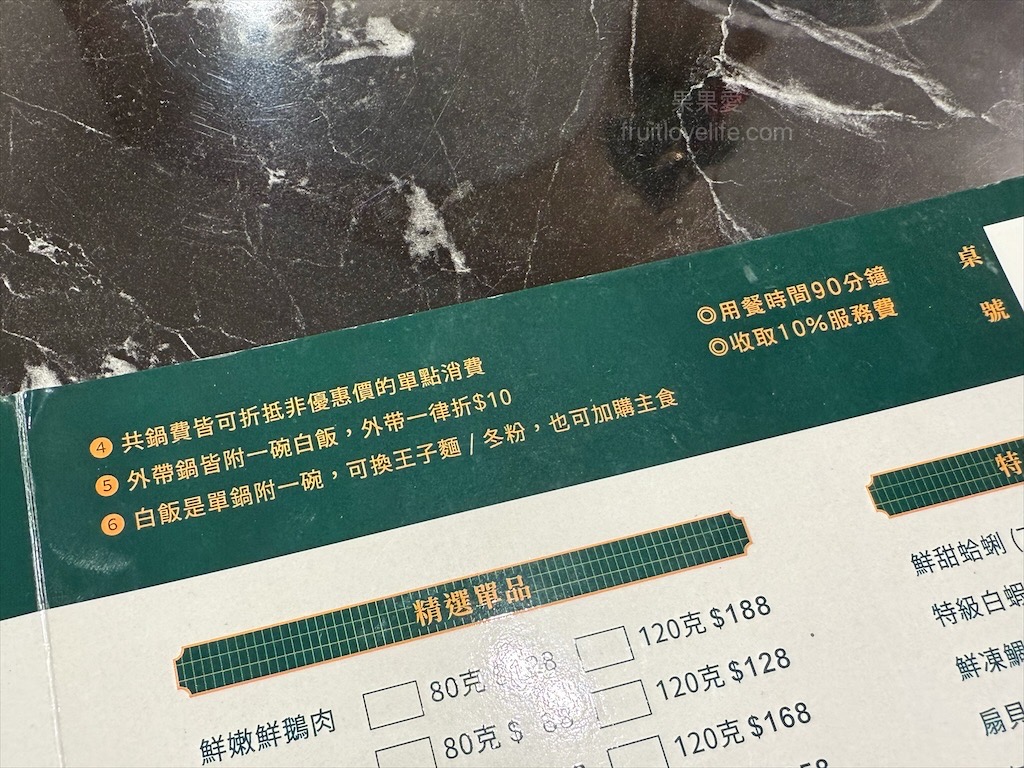 果果愛
fruitlovelife.com
◎用餐時間90分鐘
◎收取10%服務費
桌
號
4 共鍋費皆可折抵非優惠價的單點消費
5 外帶鍋皆附一碗白飯，外帶一律折$10
6 白飯是單鍋附一碗，可換王子麵 / 冬粉，也可加購主食
精選單品
鮮嫩鮮鵝肉 80克 120克 $188
80克 $ 68 120克 $128
120克 $168
特
鮮甜蛤蜊
特級白蝦
鮮凍鯛
扇貝